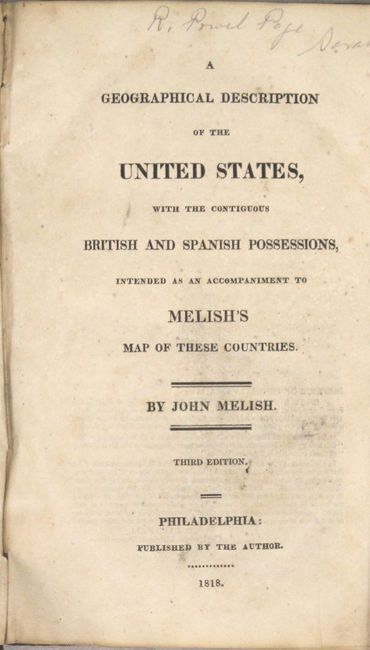 R. Powel Page
A
GEOGRAPHICAL DESCRIPTION
OF THE
UNITED STATES,
WITH THE CONTIGUOUS
BRITISH AND SPANISH POSSESSIONS,
INTENDED AS AN ACCOMPANIMENT TO
MELISH'S
MAP OF THESE COUNTRIES.
BY JOHN MELISH.
THIRD EDITION.
PHILADELPHIA:
PUBLISHED BY THE AUTHOR.
1818.